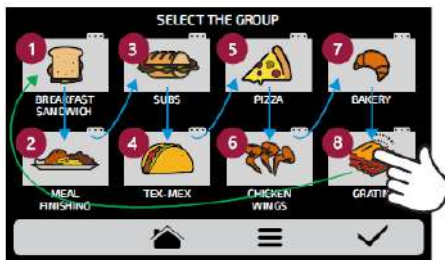 SELECT THE GROUP
1
3
5
7
BREAKFAST
SANDWICH
SUBS
PIZZA
BAKERY
2
4
6
8
MEAL
FINISHING
TEX-MEX
CHICKEN
WINGS
GRATIN